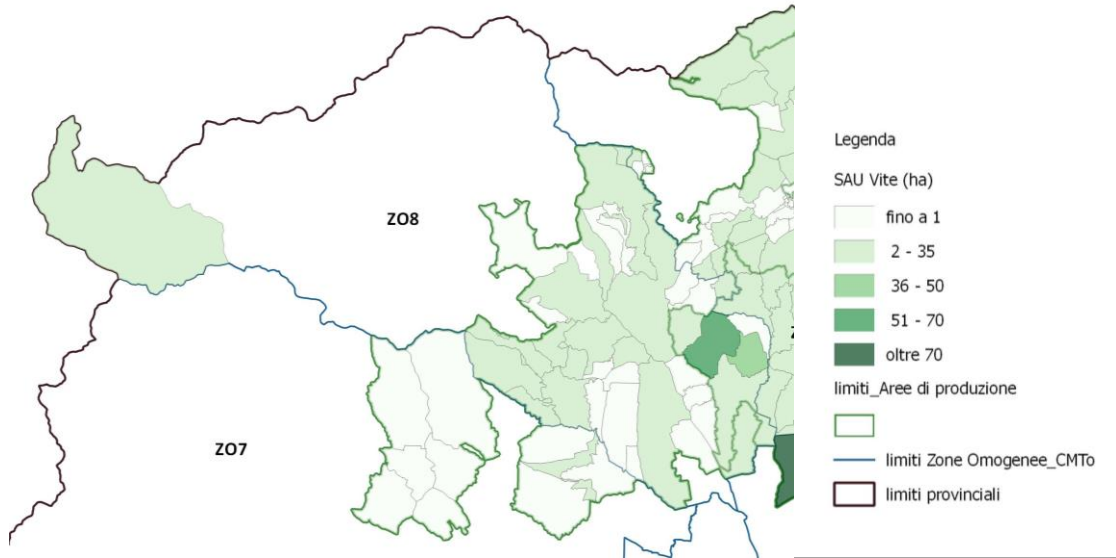 ZO8
ZO7
Legenda
SAU Vite (ha)
fino a 1
2 - 35
36 - 50
51 - 70
oltre 70
limiti_Aree di produzione
limiti Zone Omogenee_CMTo
limiti provinciali